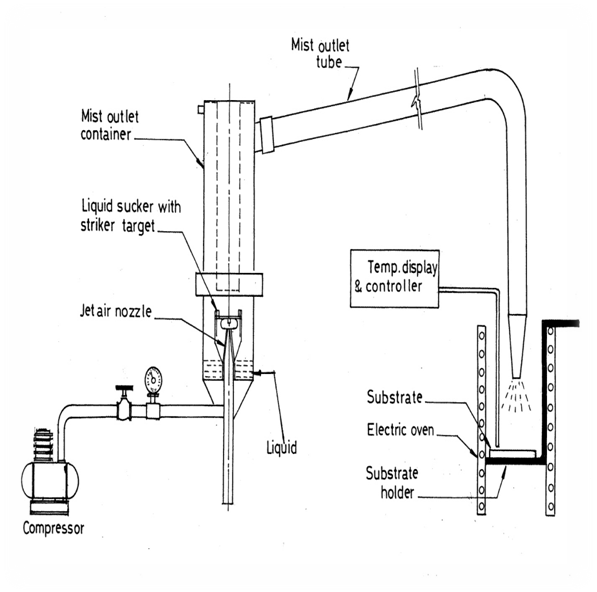 Mist outlet
tube
Mist outlet
container
Liquid sucker with
striker target
Temp. display
& controller
Jet air nozzle
Substrate
Electric oven
Liquid
Substrate
holder
Compressor